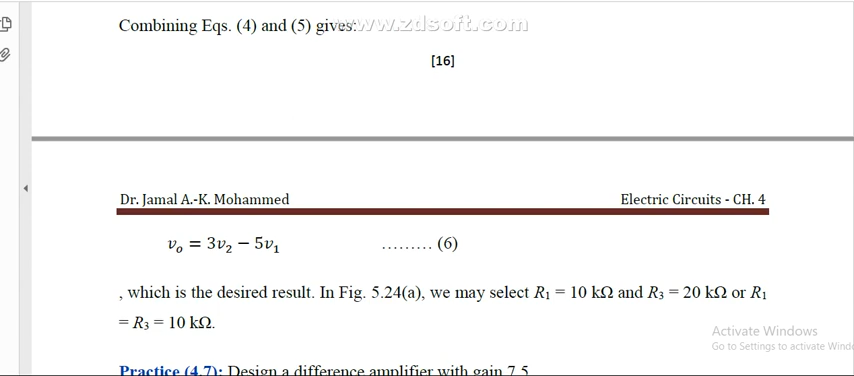 Combining Eqs. (4) and (5) gives:
www.zdsoft.com
[16]
Dr. Jamal A.-K. Mohammed Electric Circuits - CH. 4
𝑣ₒ = 3𝑣₂ − 5𝑣₁ ......... (6)
, which is the desired result. In Fig. 5.24(a), we may select R₁ = 10 kΩ and R₃ = 20 kΩ or R₁
= R₃ = 10 kΩ.
Activate Windows
Go to Settings to activate Wind
Practice (4.7): Design a difference amplifier with gain 7.5